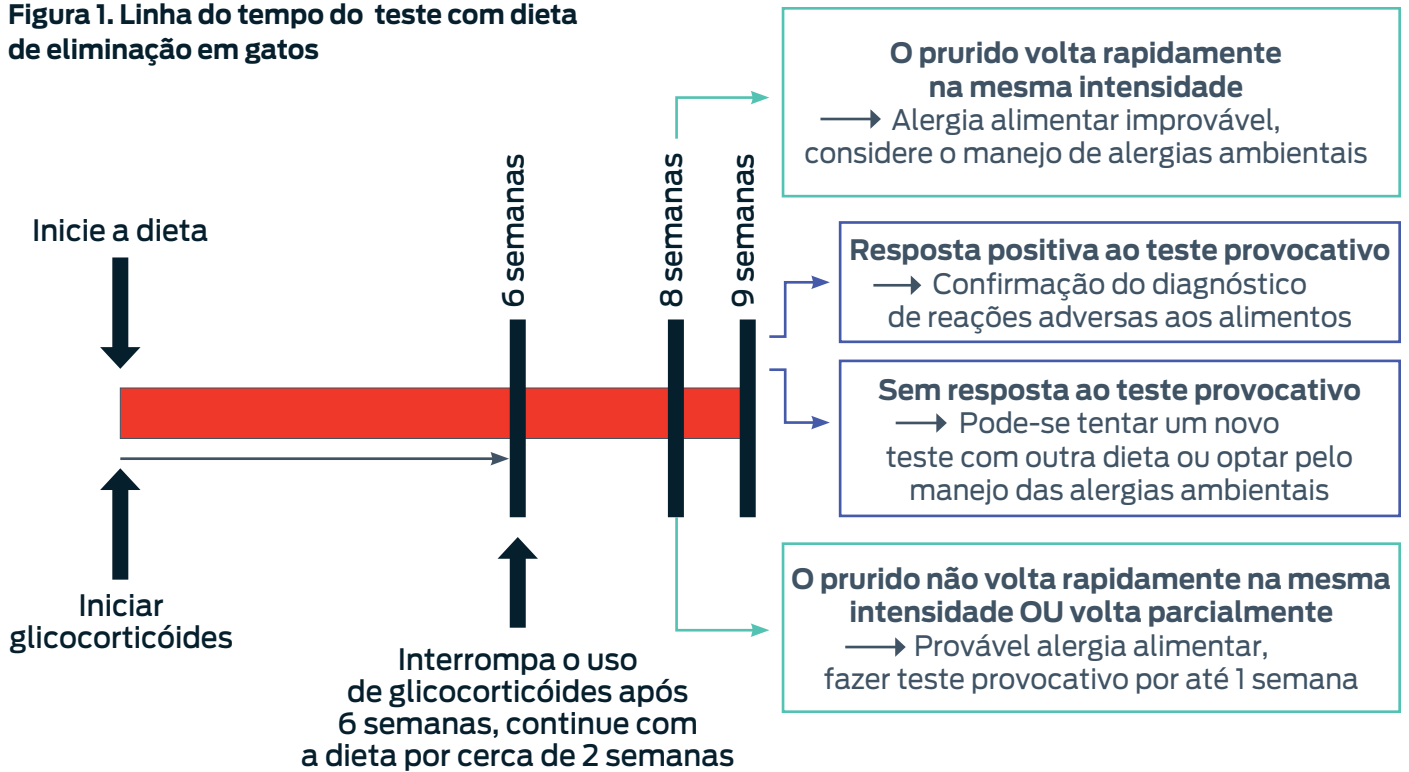 Figura 1. Linha do tempo do teste com dieta
de eliminação em gatos
Inicie a dieta
Iniciar
glicocorticóides
6 semanas
Interrompa o uso
de glicocorticóides após
6 semanas, continue com
a dieta por cerca de 2 semanas
8 semanas
9 semanas
O prurido volta rapidamente
na mesma intensidade
→ Alergia alimentar improvável,
considere o manejo de alergias ambientais
Resposta positiva ao teste provocativo
→ Confirmação do diagnóstico
de reações adversas aos alimentos
Sem resposta ao teste provocativo
→ Pode-se tentar um novo
teste com outra dieta ou optar pelo
manejo das alergias ambientais
O prurido não volta rapidamente na mesma
intensidade OU volta parcialmente
→ Provável alergia alimentar,
fazer teste provocativo por até 1 semana